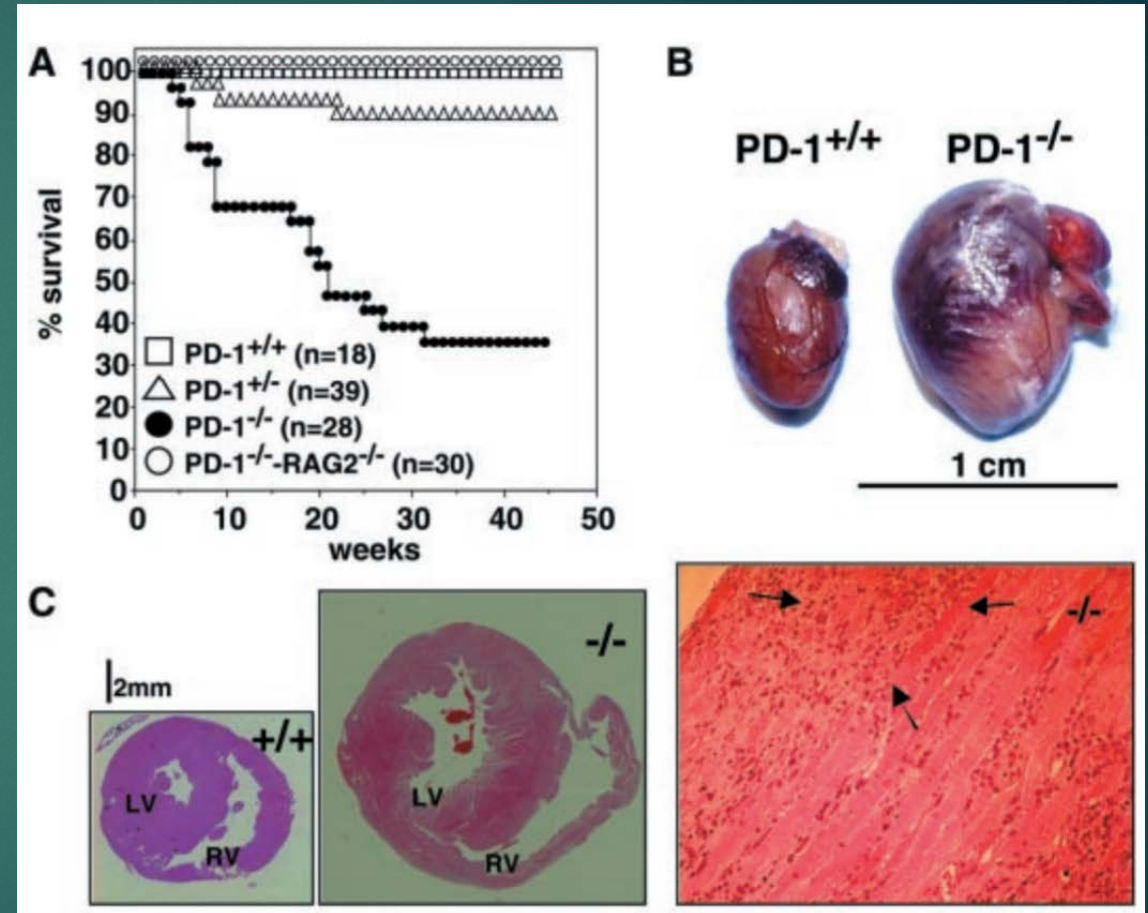 A
100
90
80
70
60
50
40
30
20
10
0
% survival
PD-1+/+ (n=18)
PD-1+/- (n=39)
PD-1-/- (n=28)
PD-1-/--RAG2-/- (n=30)
0 10 20 30 40 50
weeks
B
PD-1+/+ PD-1-/-
1 cm
C
2mm
+/+
LV
RV
-/-
LV
RV
-/-